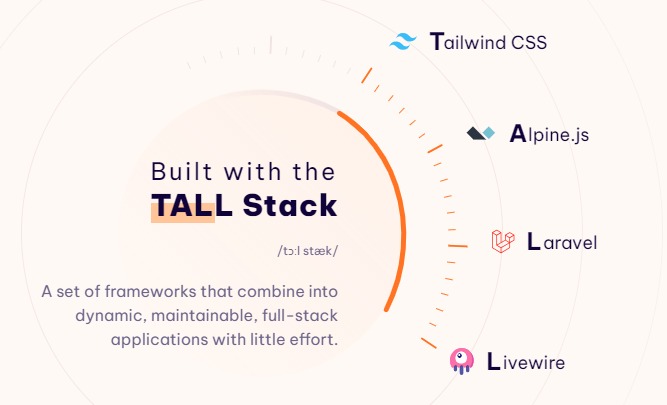 Tailwind CSS
Alpine.js
Built with the
TALL Stack
/tɔːl stæk/
Laravel
A set of frameworks that combine into
dynamic, maintainable, full-stack
applications with little effort.
Livewire